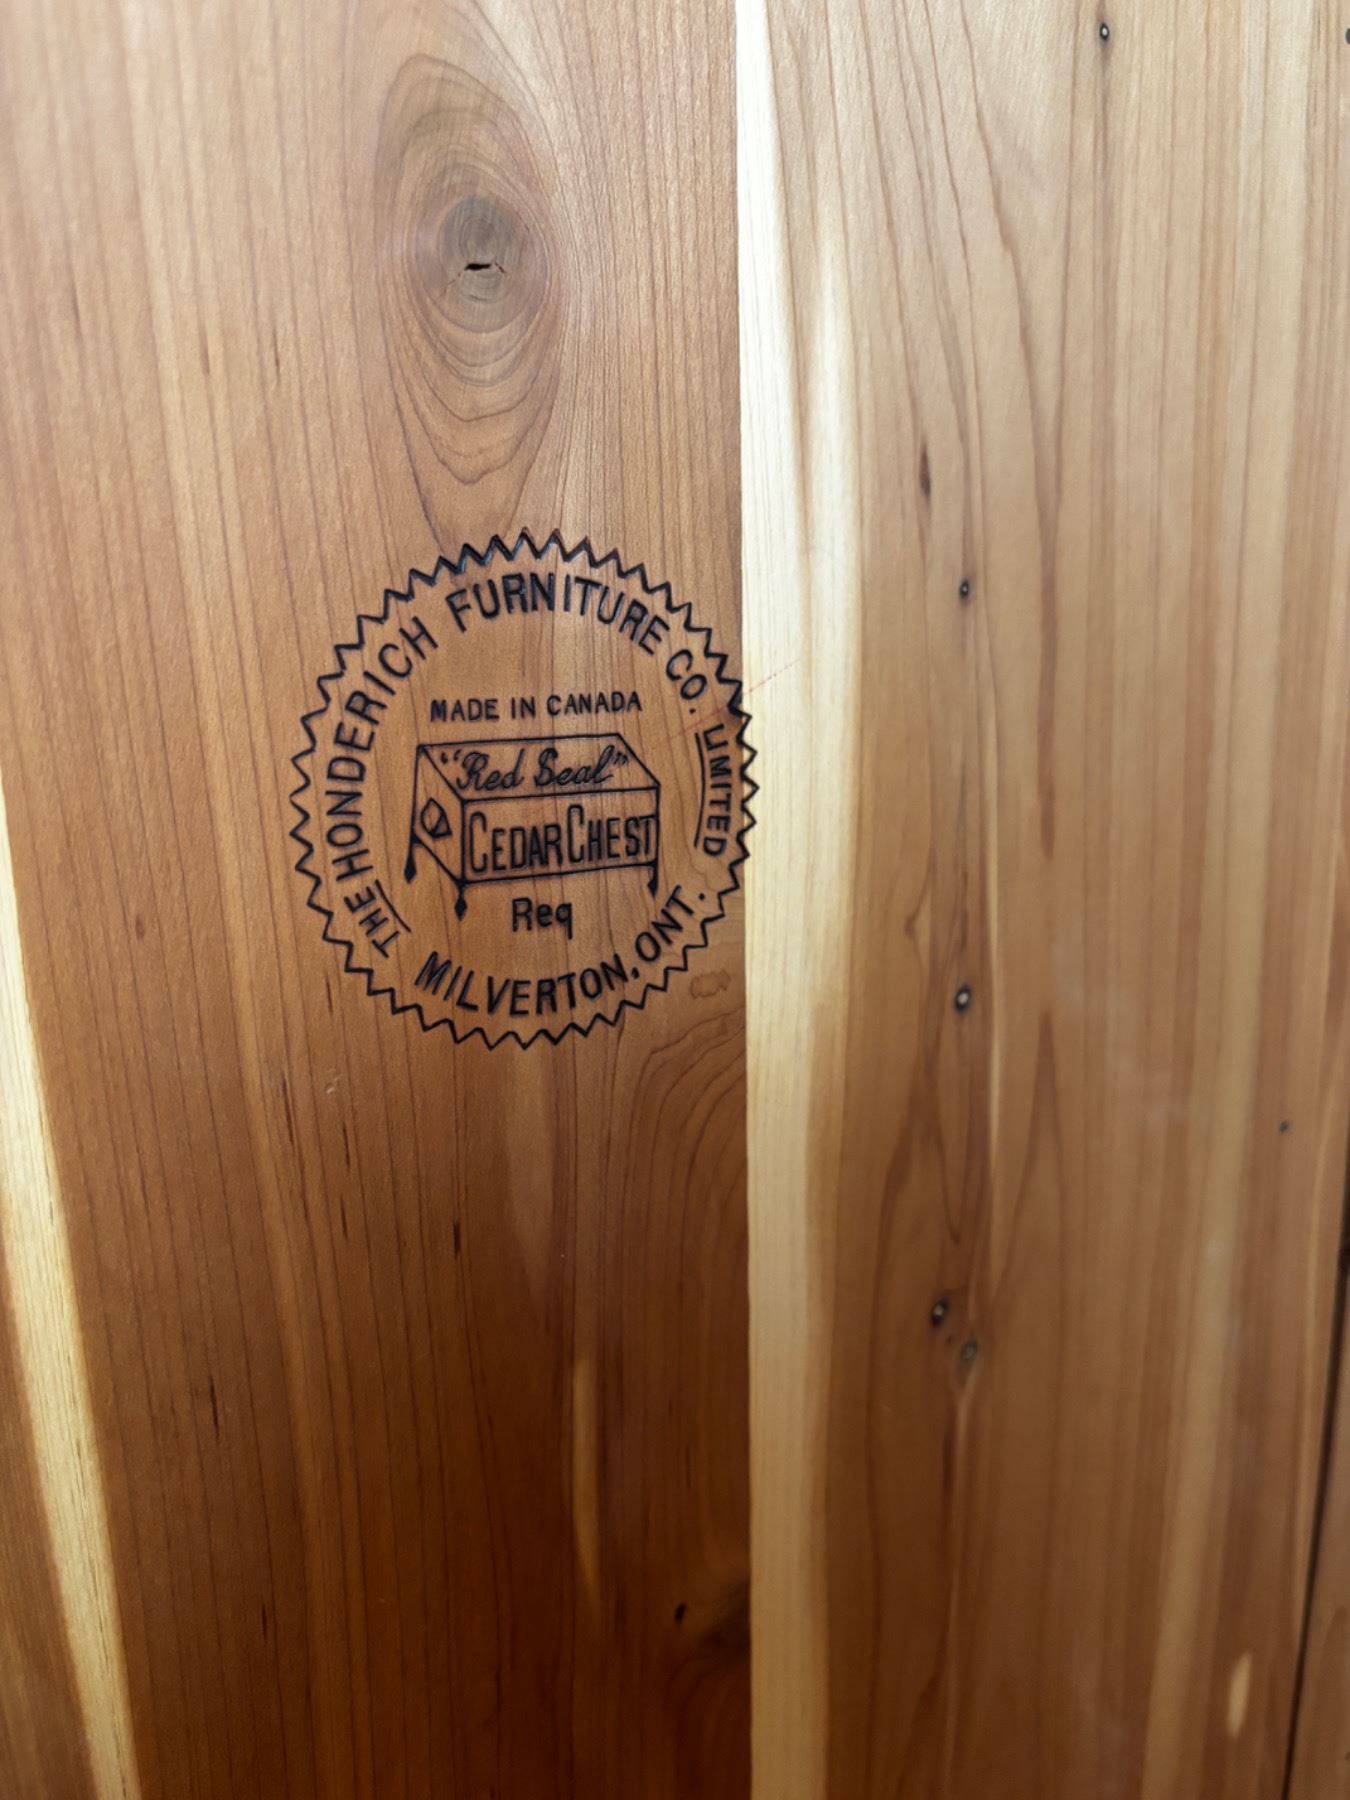 THE HONDERICH FURNITURE CO. LIMITED
MADE IN CANADA
“Red Seal”
CEDAR CHEST
Req
MILVERTON, ONT.